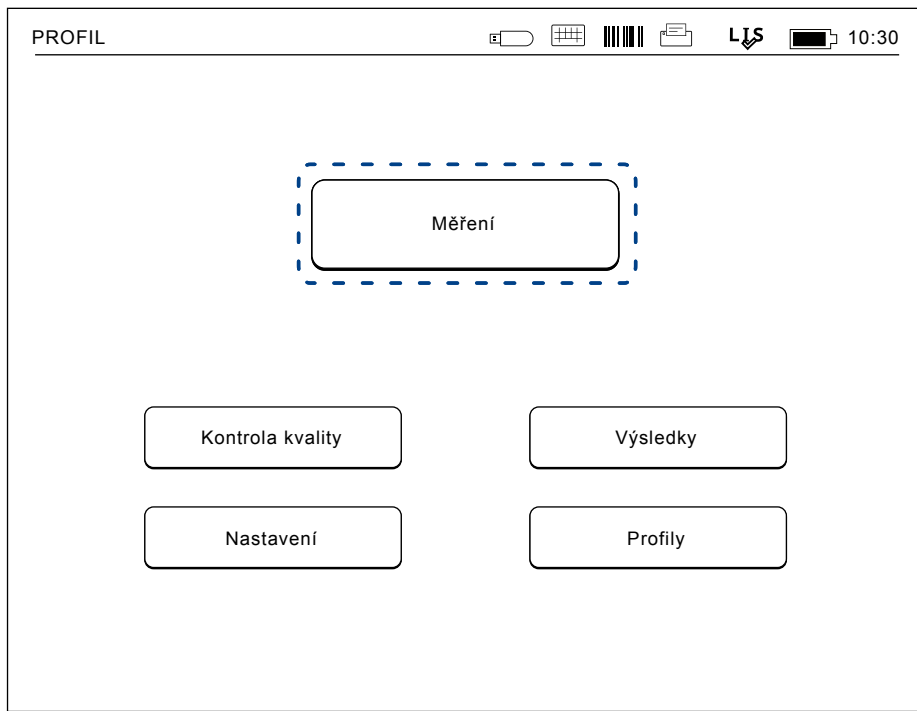 PROFIL LIS 10:30
Měření
Kontrola kvality Výsledky
Nastavení Profily